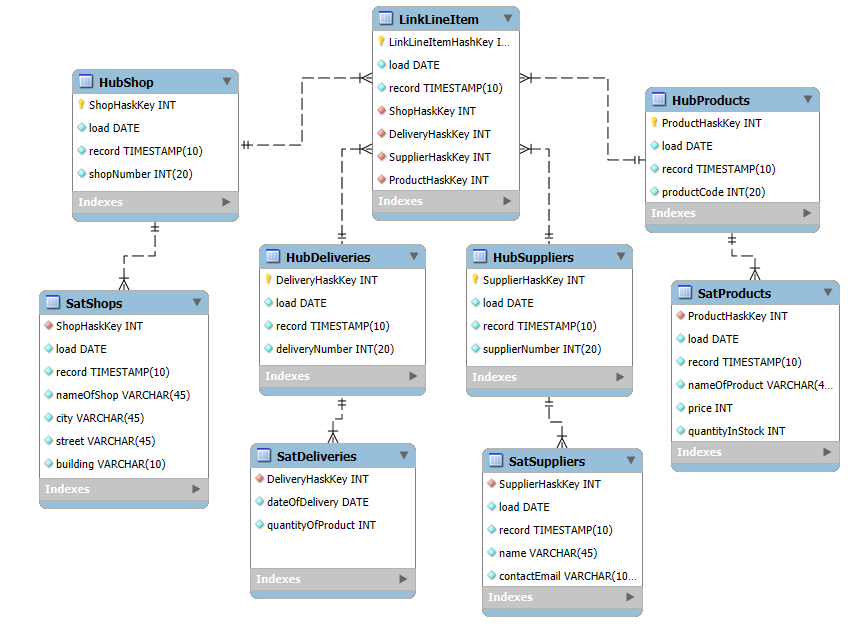 LinkLineItem
LinkLineItemHashKey I...
load DATE
record TIMESTAMP(10)
ShopHaskKey INT
DeliveryHaskKey INT
SupplierHaskKey INT
ProductHaskKey INT
Indexes
HubShop
ShopHaskKey INT
load DATE
record TIMESTAMP(10)
shopNumber INT(20)
Indexes
HubProducts
ProductHaskKey INT
load DATE
record TIMESTAMP(10)
productCode INT(20)
Indexes
HubDeliveries
DeliveryHaskKey INT
load DATE
record TIMESTAMP(10)
deliveryNumber INT(20)
Indexes
HubSuppliers
SupplierHaskKey INT
load DATE
record TIMESTAMP(10)
supplierNumber INT(20)
Indexes
SatShops
ShopHaskKey INT
load DATE
record TIMESTAMP(10)
nameOfShop VARCHAR(45)
city VARCHAR(45)
street VARCHAR(45)
building VARCHAR(10)
Indexes
SatProducts
ProductHaskKey INT
load DATE
record TIMESTAMP(10)
nameOfProduct VARCHAR(4...
price INT
quantityInStock INT
Indexes
SatDeliveries
DeliveryHaskKey INT
dateOfDelivery DATE
quantityOfProduct INT
Indexes
SatSuppliers
SupplierHaskKey INT
load DATE
record TIMESTAMP(10)
name VARCHAR(45)
contactEmail VARCHAR(10...
Indexes